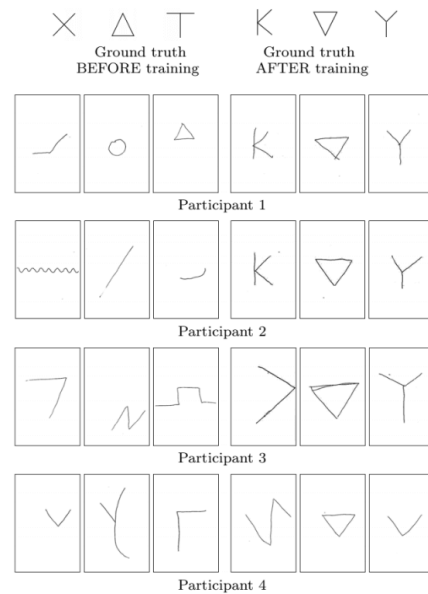 X △ T K ▽ Y
Ground truth
BEFORE training
Ground truth
AFTER training
K Y
Participant 1
K Y
Participant 2
Y
Participant 3
Participant 4